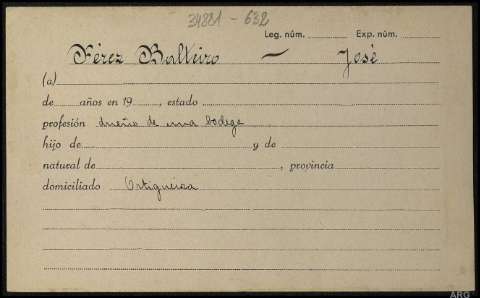 34881 - 632
Leg. núm. Exp. núm.
Pérez Balteiro — José
(a)
de años en 19 , estado
profesión dueño de una bodega
hijo de y de
natural de , provincia
domiciliado Ortigueira
ARG